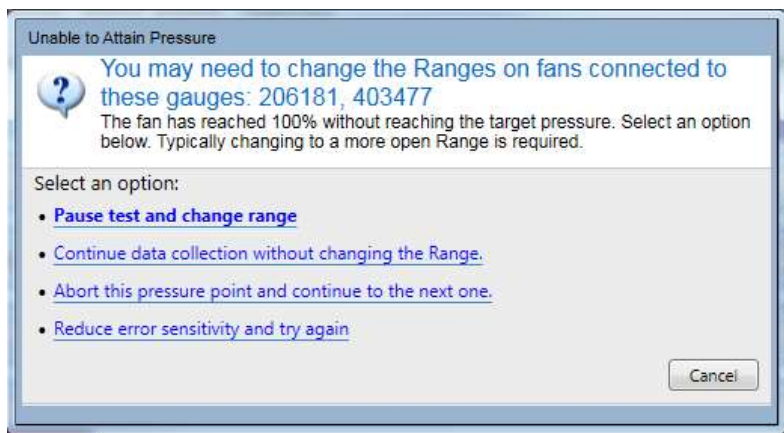 Unable to Attain Pressure
You may need to change the Ranges on fans connected to
these gauges: 206181, 403477
The fan has reached 100% without reaching the target pressure. Select an option
below. Typically changing to a more open Range is required.
Select an option:
• Pause test and change range
• Continue data collection without changing the Range.
• Abort this pressure point and continue to the next one.
• Reduce error sensitivity and try again
Cancel